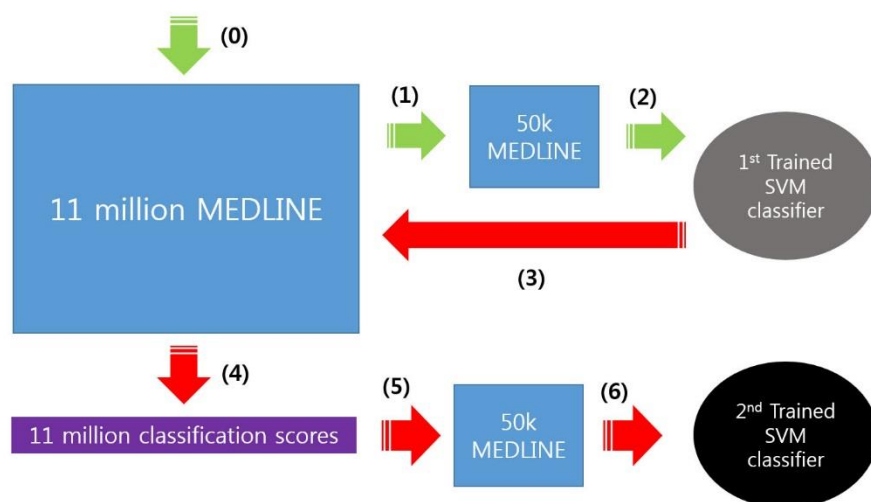 (0)
(1)
(2)
11 million MEDLINE
50k
MEDLINE
1st Trained
SVM
classifier
(3)
(4)
(5)
(6)
11 million classification scores
50k
MEDLINE
2nd Trained
SVM
classifier